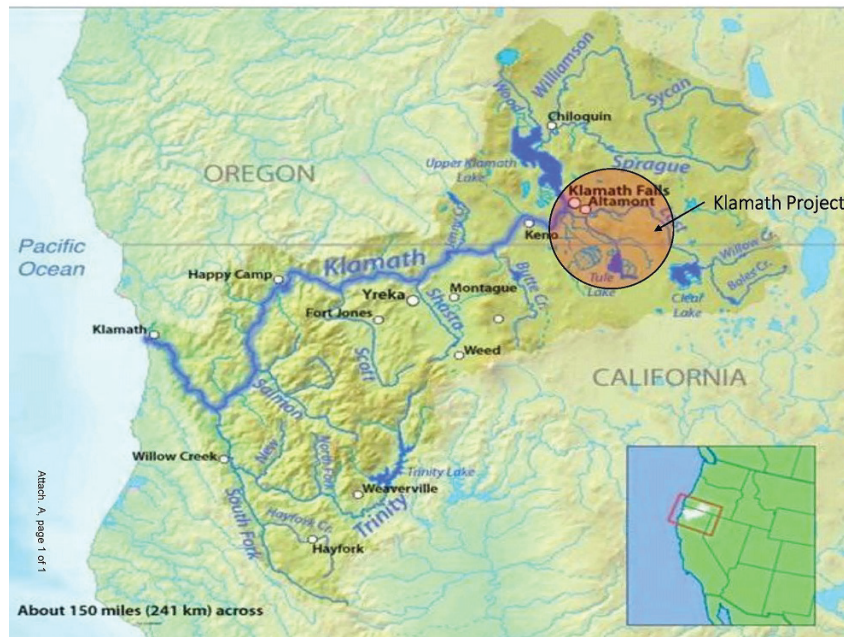 Wood
Williamson
Sycan
Chiloquin
OREGON
Upper Klamath
Lake
Sprague
Klamath Falls
Altamont
Klamath Project
Lost
Pacific
Ocean
Keno
Jenny Cr.
Klamath
Happy Camp
Butte Cr.
Willow Cr.
Boles Cr.
Tule
Lake
Clear
Lake
Yreka
Montague
Shasta
Fort Jones
Klamath
Scott
Weed
CALIFORNIA
Salmon
New
North Fork
Willow Creek
Trinity Lake
Weaverville
Trinity
South Fork
Hayfork Cr.
Hayfork
Attach. A, page 1 of 1
About 150 miles (241 km) across